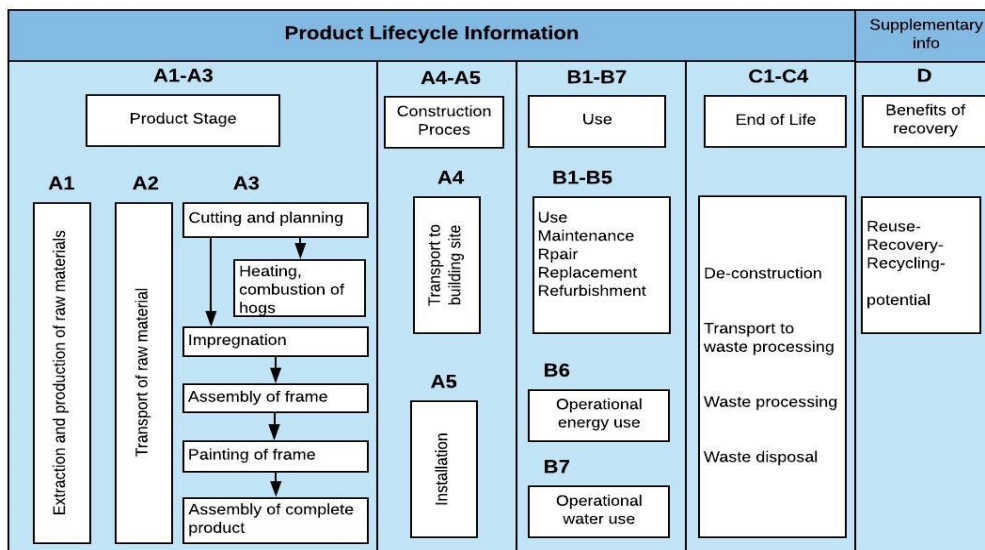 Product Lifecycle Information
Supplementary
info
A1-A3
Product Stage
A4-A5
Construction
Proces
B1-B7
Use
C1-C4
End of Life
D
Benefits of
recovery
A1
Extraction and production of raw materials
A2
Transport of raw material
A3
Cutting and planning
Heating,
combustion of
hogs
Impregnation
Assembly of frame
Painting of frame
Assembly of complete
product
A4
Transport to
building site
A5
Installation
B1-B5
Use
Maintenance
Rpair
Replacement
Refurbishment
B6
Operational
energy use
B7
Operational
water use
De-construction
Transport to
waste processing
Waste processing
Waste disposal
Reuse-
Recovery-
Recycling-
potential